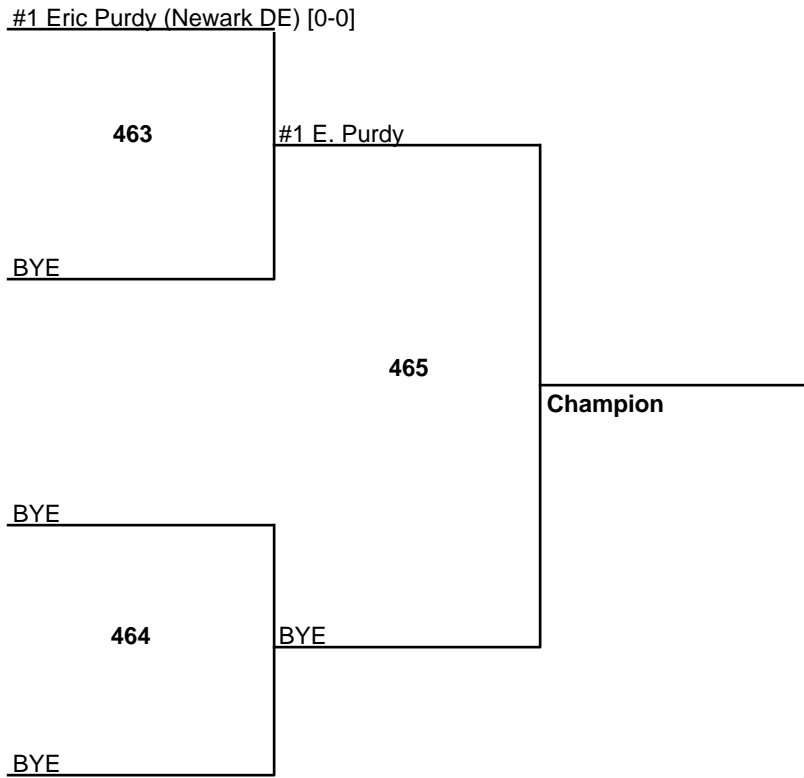 #1 Eric Purdy (Newark DE) [0-0]
463
#1 E. Purdy
BYE
465
Champion
BYE
464
BYE
BYE